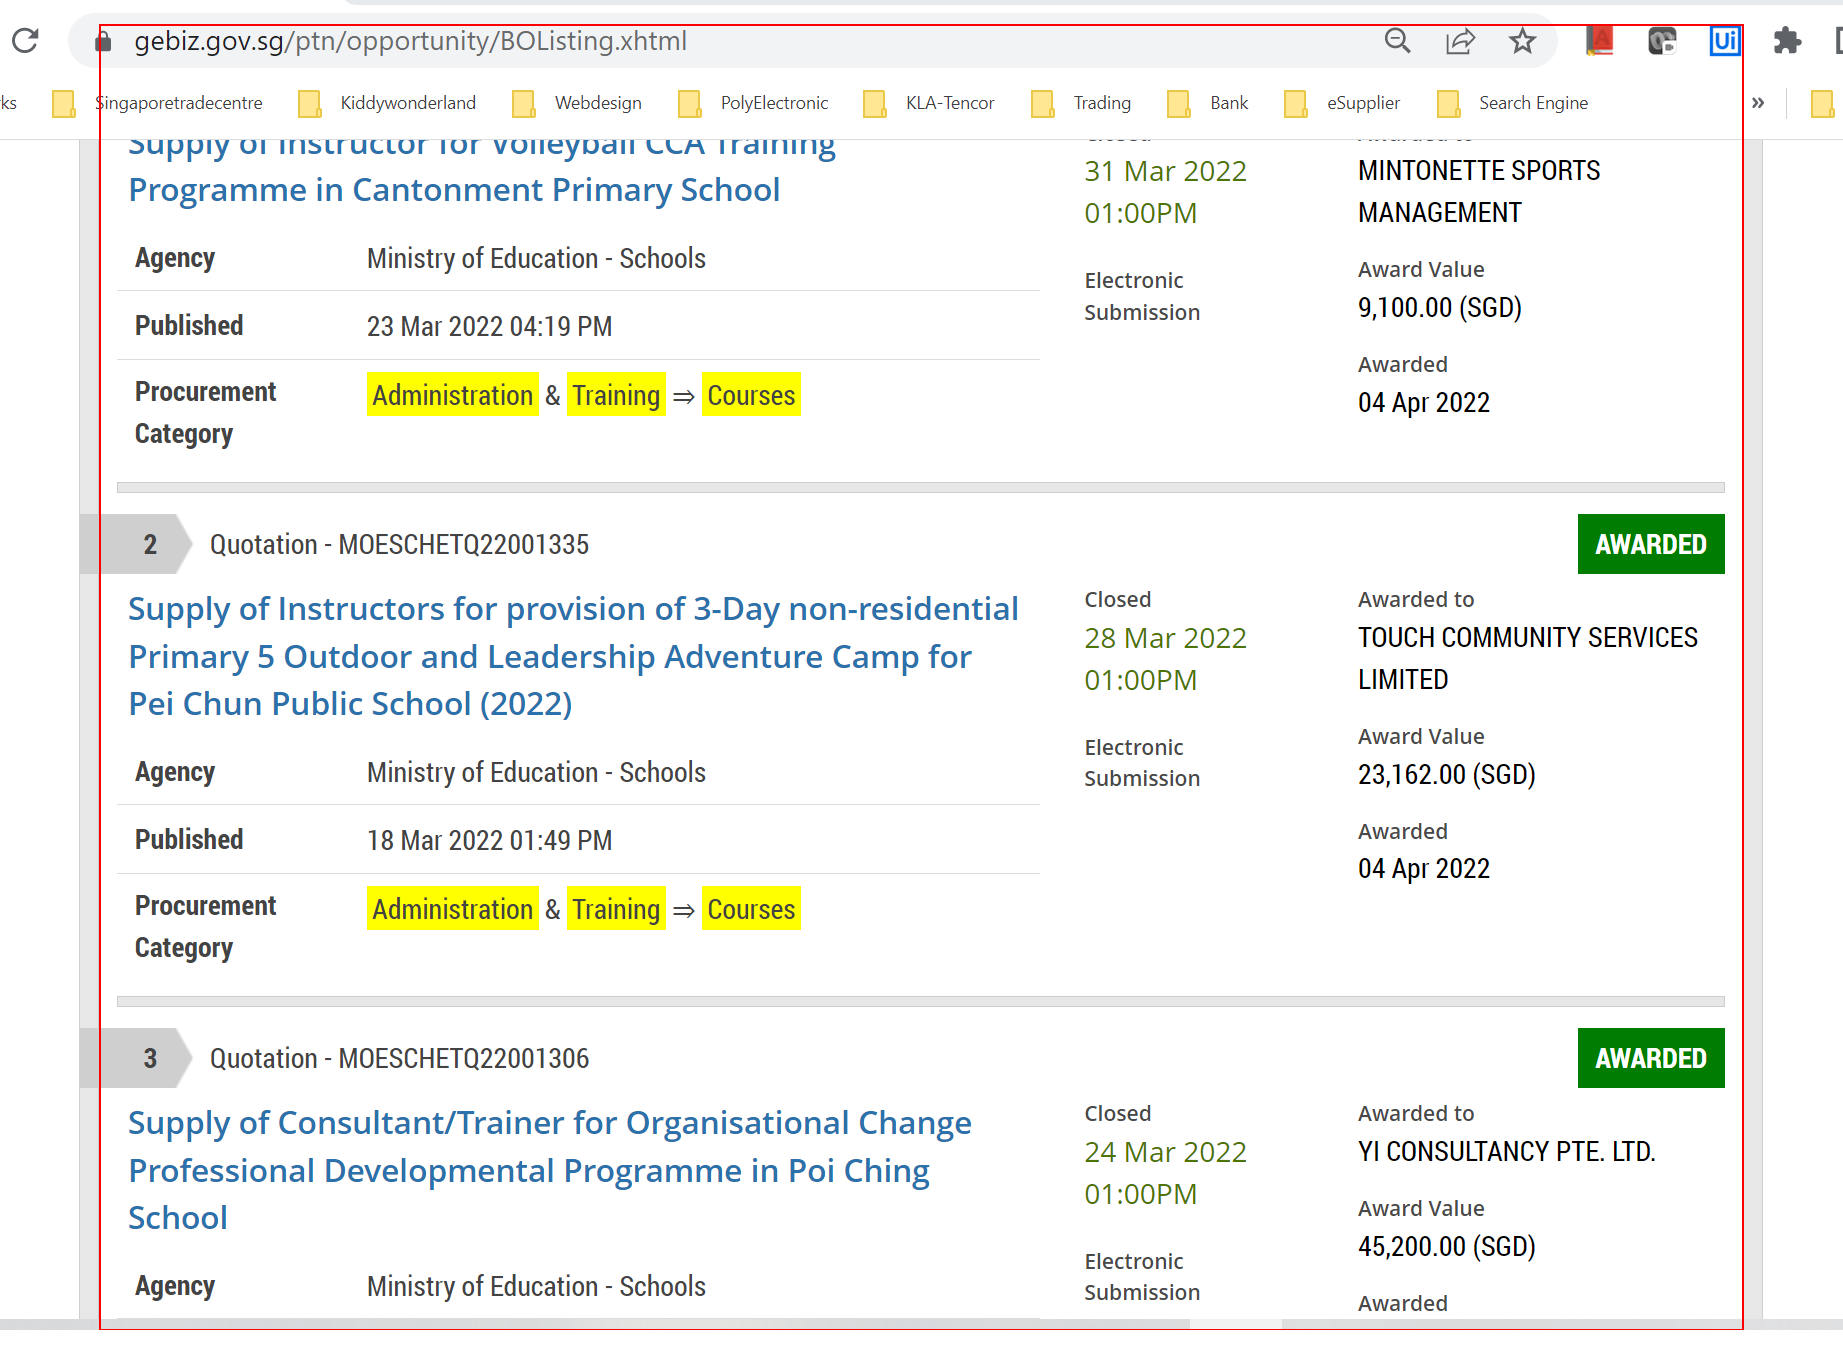 gebiz.gov.sg/ptn/opportunity/BOListing.xhtml
ks Singaporetradecentre Kiddywonderland Webdesign PolyElectronic KLA-Tencor Trading Bank eSupplier Search Engine »
Supply of Instructor for Volleyball CCA Training
Programme in Cantonment Primary School
Agency Ministry of Education - Schools
Published 23 Mar 2022 04:19 PM
Procurement
Category
Administration & Training ⇒ Courses
Closed
31 Mar 2022
01:00PM
Electronic
Submission
Awarded to
MINTONETTE SPORTS
MANAGEMENT
Award Value
9,100.00 (SGD)
Awarded
04 Apr 2022
2 Quotation - MOESCHETQ22001335
AWARDED
Supply of Instructors for provision of 3-Day non-residential
Primary 5 Outdoor and Leadership Adventure Camp for
Pei Chun Public School (2022)
Agency Ministry of Education - Schools
Published 18 Mar 2022 01:49 PM
Procurement
Category
Administration & Training ⇒ Courses
Closed
28 Mar 2022
01:00PM
Electronic
Submission
Awarded to
TOUCH COMMUNITY SERVICES
LIMITED
Award Value
23,162.00 (SGD)
Awarded
04 Apr 2022
3 Quotation - MOESCHETQ22001306
AWARDED
Supply of Consultant/Trainer for Organisational Change
Professional Developmental Programme in Poi Ching
School
Agency Ministry of Education - Schools
Closed
24 Mar 2022
01:00PM
Electronic
Submission
Awarded to
YI CONSULTANCY PTE. LTD.
Award Value
45,200.00 (SGD)
Awarded
Ui